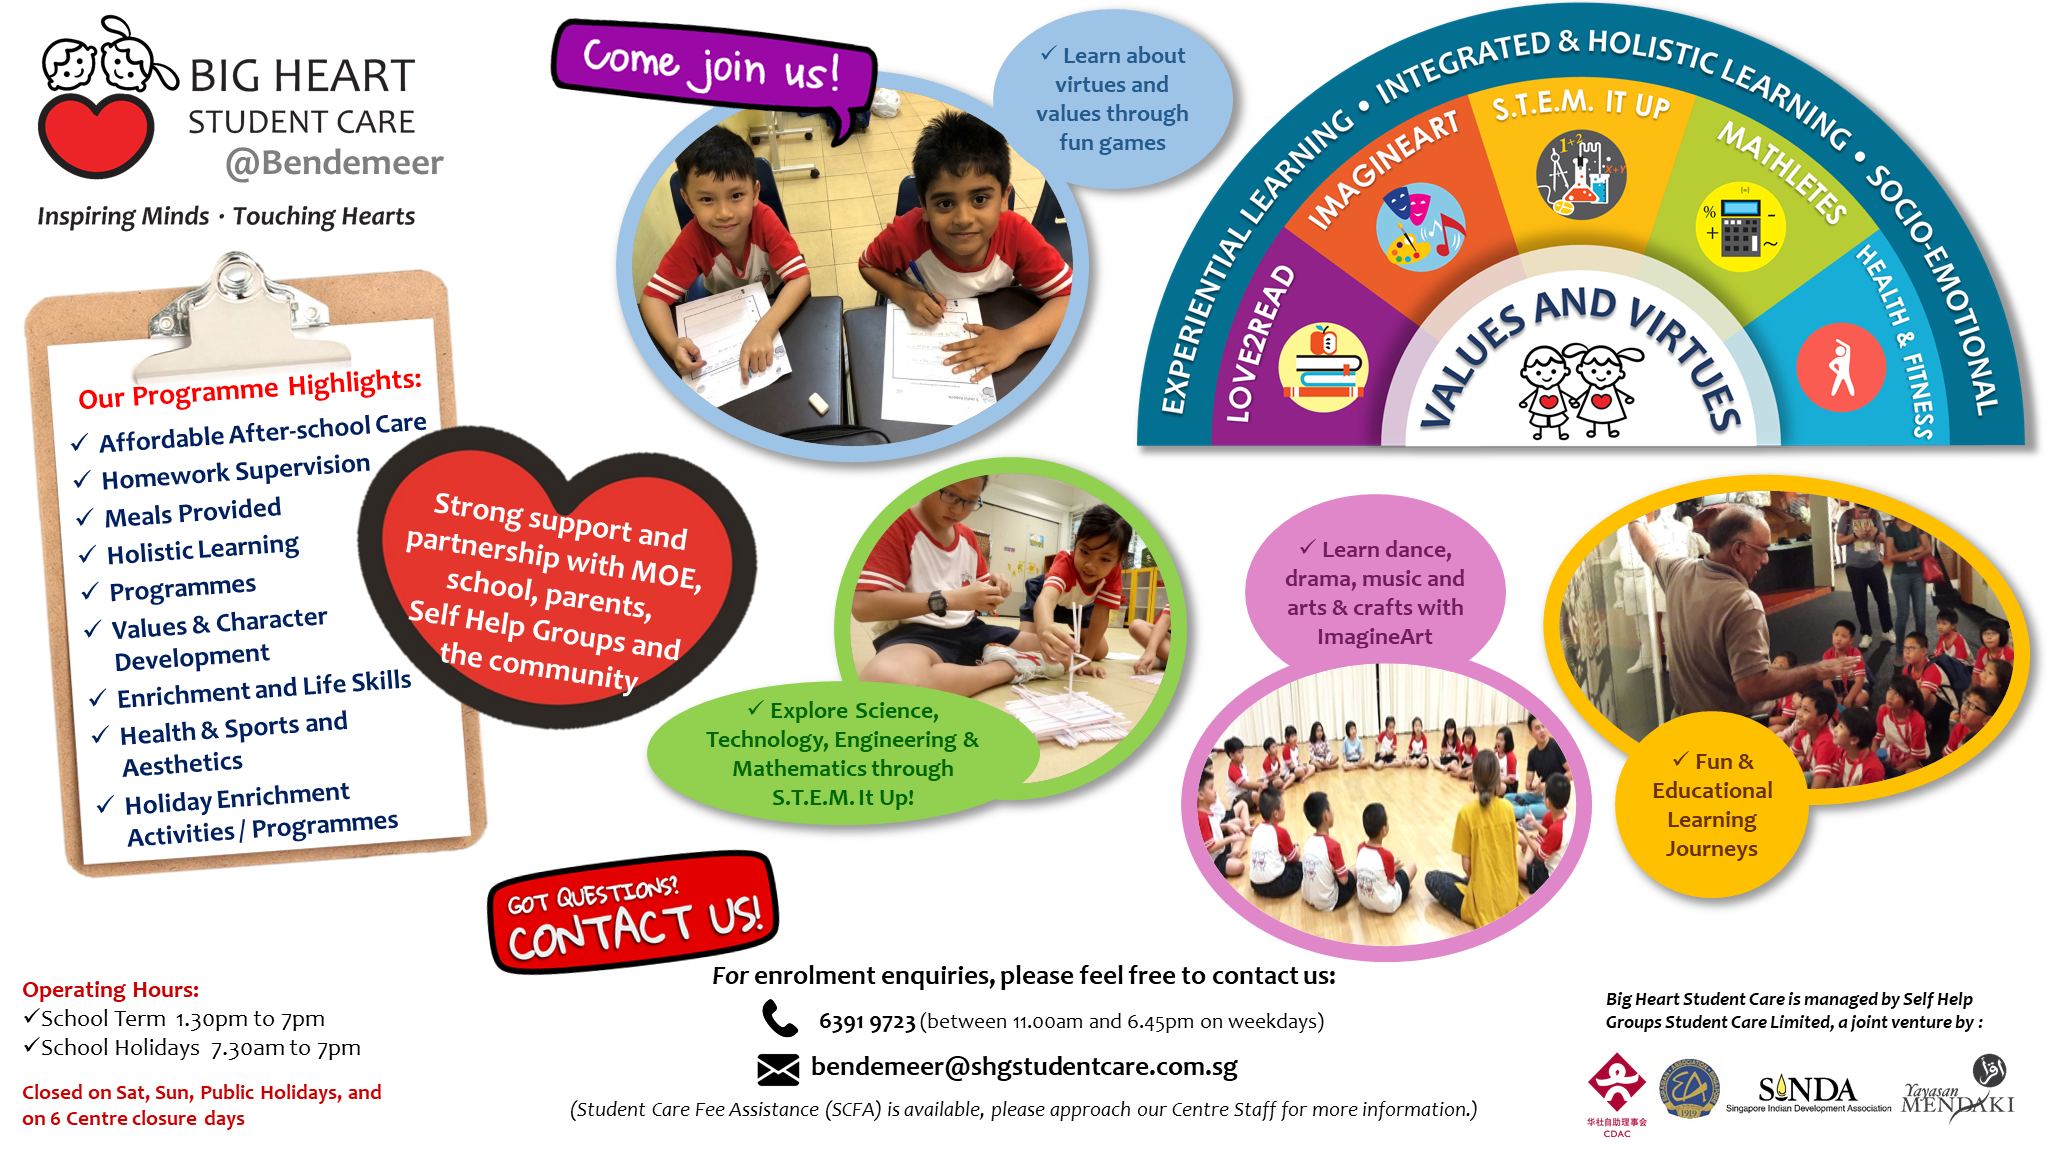 BIG HEART
STUDENT CARE
@Bendemeer
Inspiring Minds · Touching Hearts
Our Programme Highlights:
✓ Affordable After-school Care
✓ Homework Supervision
✓ Meals Provided
✓ Holistic Learning
✓ Programmes
✓ Values & Character
Development
✓ Enrichment and Life Skills
✓ Health & Sports and
Aesthetics
✓ Holiday Enrichment
Activities / Programmes
Strong support and
partnership with MOE,
school, parents,
Self Help Groups and
the community
Come join us!
✓ Learn about
virtues and
values through
fun games
EXPERIENTIAL LEARNING • INTEGRATED & HOLISTIC LEARNING • SOCIO-EMOTIONAL
LOVE2READ
IMAGINEART
S.T.E.M. IT UP
1+2
X+Y
MATHLETES
HEALTH & FITNESS
VALUES AND VIRTUES
✓ Explore Science,
Technology, Engineering &
Mathematics through
S.T.E.M. It Up!
✓ Learn dance,
drama, music and
arts & crafts with
ImagineArt
✓ Fun &
Educational
Learning
Journeys
GOT QUESTIONS?
CONTACT US!
Operating Hours:
✓School Term 1.30pm to 7pm
✓School Holidays 7.30am to 7pm
Closed on Sat, Sun, Public Holidays, and
on 6 Centre closure days
For enrolment enquiries, please feel free to contact us:
6391 9723 (between 11.00am and 6.45pm on weekdays)
bendemeer@shgstudentcare.com.sg
(Student Care Fee Assistance (SCFA) is available, please approach our Centre Staff for more information.)
Big Heart Student Care is managed by Self Help
Groups Student Care Limited, a joint venture by :
华社自助理事会
CDAC
EA
1919
SINDA
Singapore Indian Development Association
Yayasan
MENDAKI